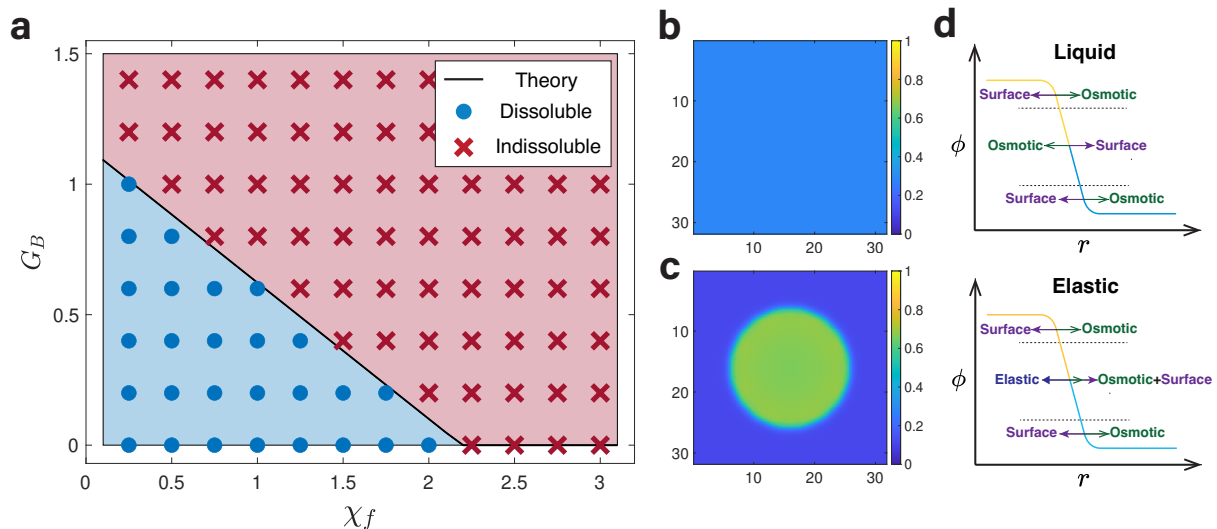 a
1.5
1
0.5
0
G_B
0 0.5 1 1.5 2 2.5 3
χ_f
Theory
Dissoluble
Indissoluble
b
10
20
30
10 20 30
1
0.8
0.6
0.4
0.2
0
c
10
20
30
10 20 30
1
0.8
0.6
0.4
0.2
0
d
Liquid
Surface Osmotic
ϕ
Osmotic Surface
Surface Osmotic
r
Elastic
Surface Osmotic
ϕ
Elastic Osmotic+Surface
Surface Osmotic
r